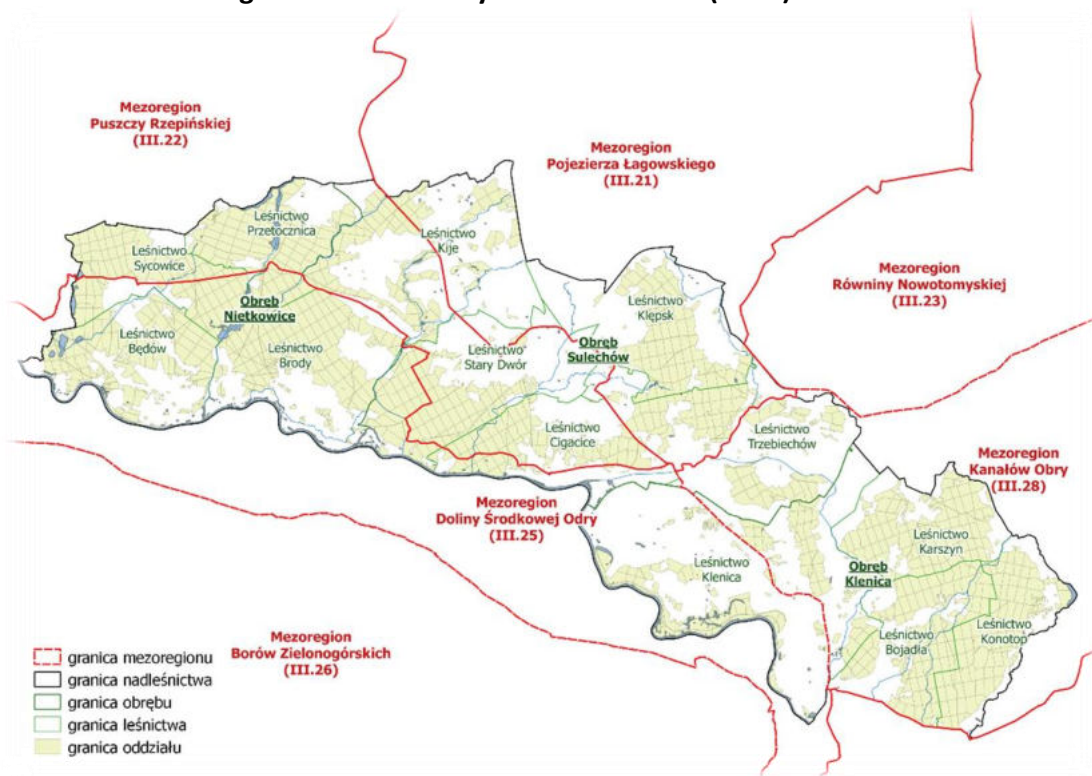 Mezoregion
Puszczy Rzepińskiej
(III.22)
Mezoregion
Pojezierza Łagowskiego
(III.21)
Mezoregion
Równiny Nowotomyskiej
(III.23)
Leśnictwo
Przetocznica
Leśnictwo
Kije
Leśnictwo
Sycowice
Obręb
Nietkowice
Leśnictwo
Klępsk
Leśnictwo
Będów
Leśnictwo
Brody
Leśnictwo
Stary Dwór
Obręb
Sulechów
Leśnictwo
Cigacice
Leśnictwo
Trzebiechów
Mezoregion
Kanałów Obry
(III.28)
Mezoregion
Doliny Środkowej Odry
(III.25)
Leśnictwo
Karszyn
Leśnictwo
Klenica
Obręb
Klenica
Leśnictwo
Konotop
Leśnictwo
Bojadła
Mezoregion
Borów Zielonogórskich
(III.26)
granica mezoregionu
granica nadleśnictwa
granica obrębu
granica leśnictwa
granica oddziału